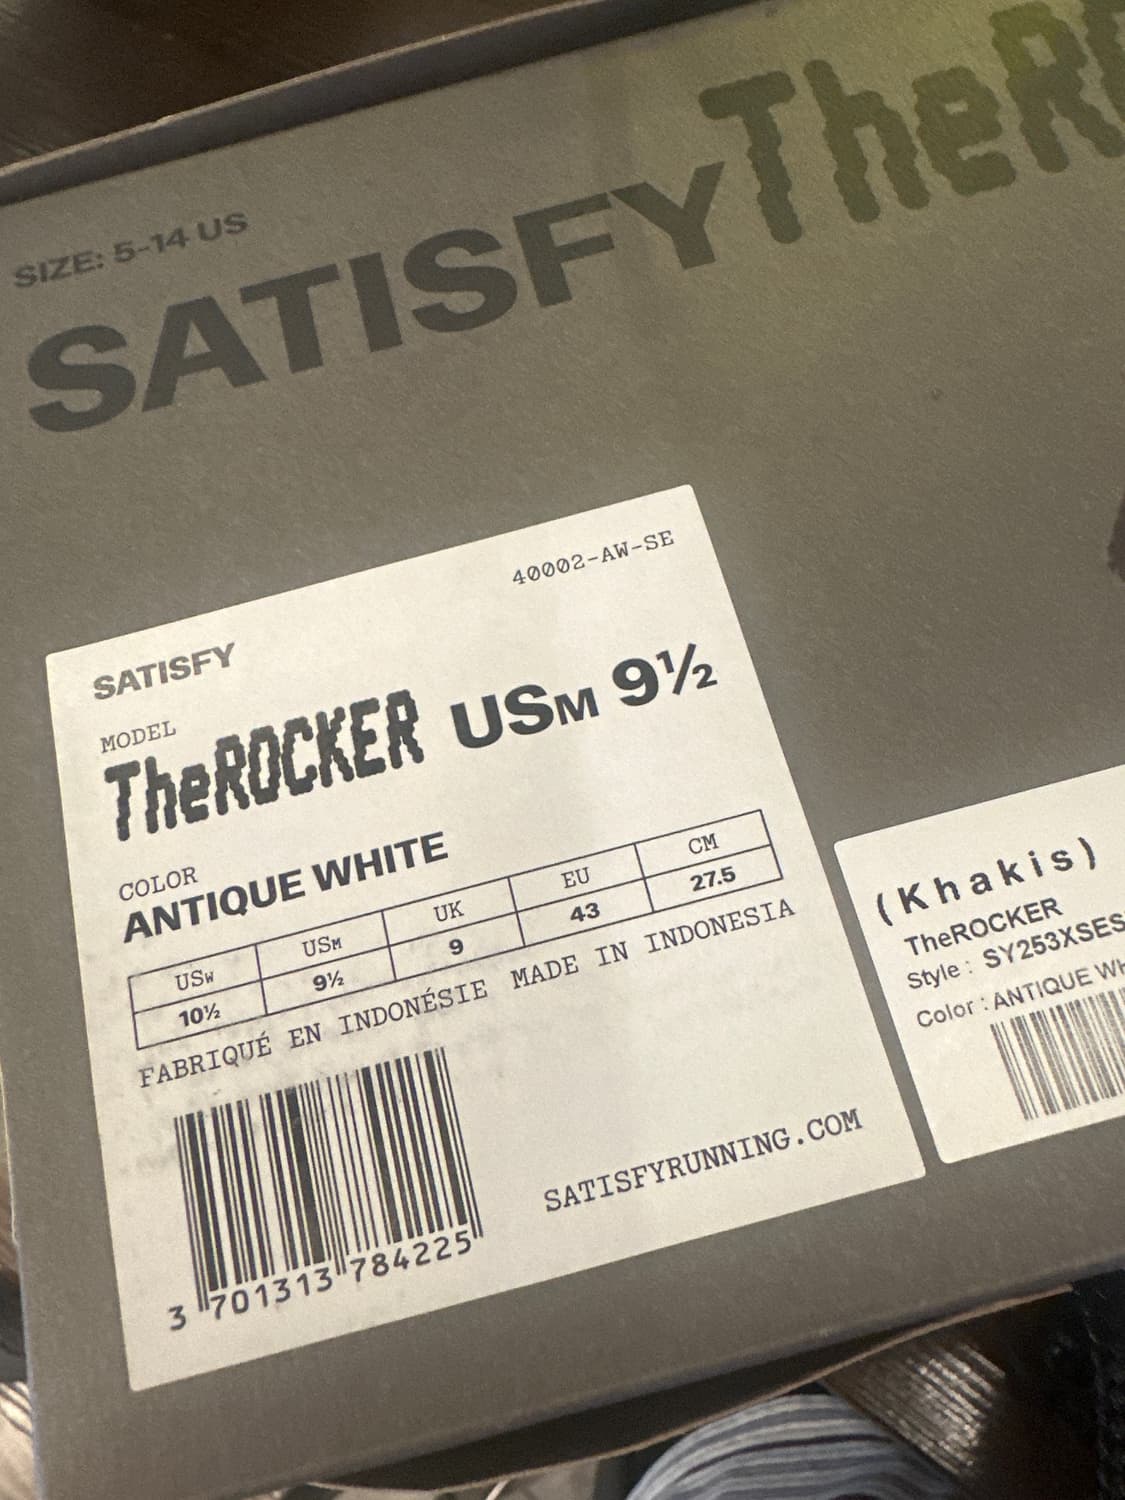 SIZE: 5-14 US
SATISFY TheR
40002-AW-SE
SATISFY
MODEL
TheROCKER USM 9½
COLOR
ANTIQUE WHITE
USW USM UK EU CM
10½ 9½ 9 43 27.5
FABRIQUÉ EN INDONÉSIE MADE IN INDONESIA
3 701313 784225
SATISFYRUNNING.COM
(Khakis)
TheROCKER
Style : SY253XSES
Color : ANTIQUE WH